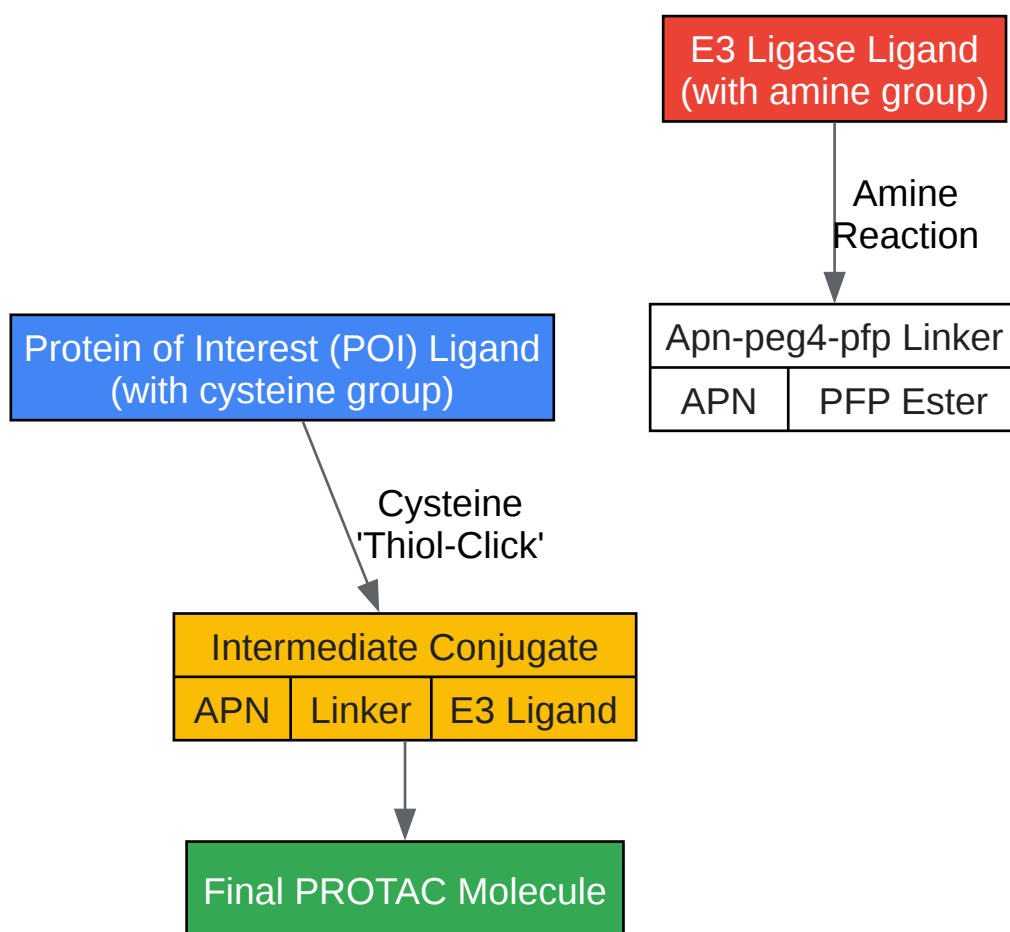 E3 Ligase Ligand
(with amine group)
Amine
Reaction
Protein of Interest (POI) Ligand
(with cysteine group)
Apn-peg4-pfp Linker
APN
PFP Ester
Cysteine
'Thiol-Click'
Intermediate Conjugate
APN
Linker
E3 Ligand
Final PROTAC Molecule